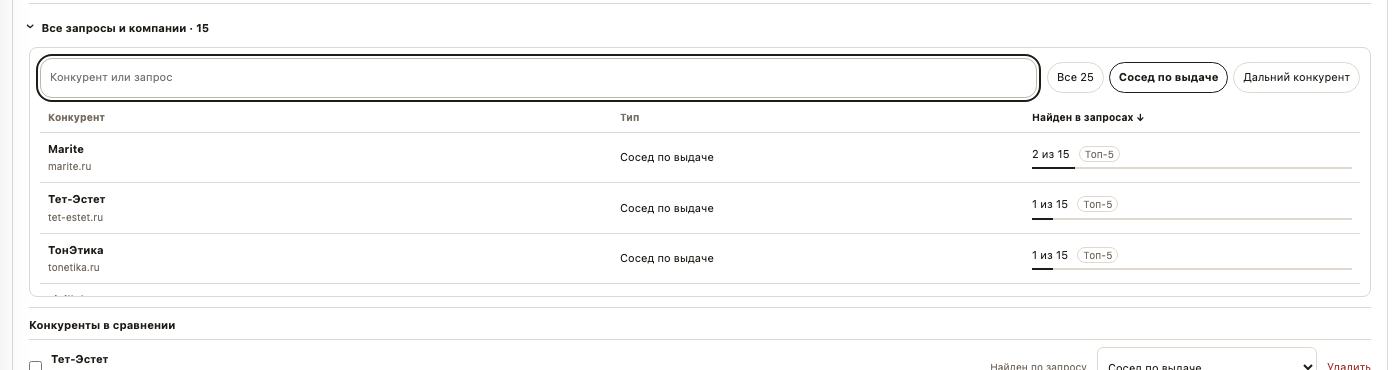 Все запросы и компании · 15
Конкурент или запрос
Все 25
Сосед по выдаче
Дальний конкурент
Конкурент Тип Найден в запросах ↓
Marite
marite.ru
Сосед по выдаче
2 из 15 Топ-5
Тет-Эстет
tet-estet.ru
Сосед по выдаче
1 из 15 Топ-5
ТонЭтика
tonetika.ru
Сосед по выдаче
1 из 15 Топ-5
Конкуренты в сравнении
Тет-Эстет
Найден по запросу
Сосед по выдаче
Удалить